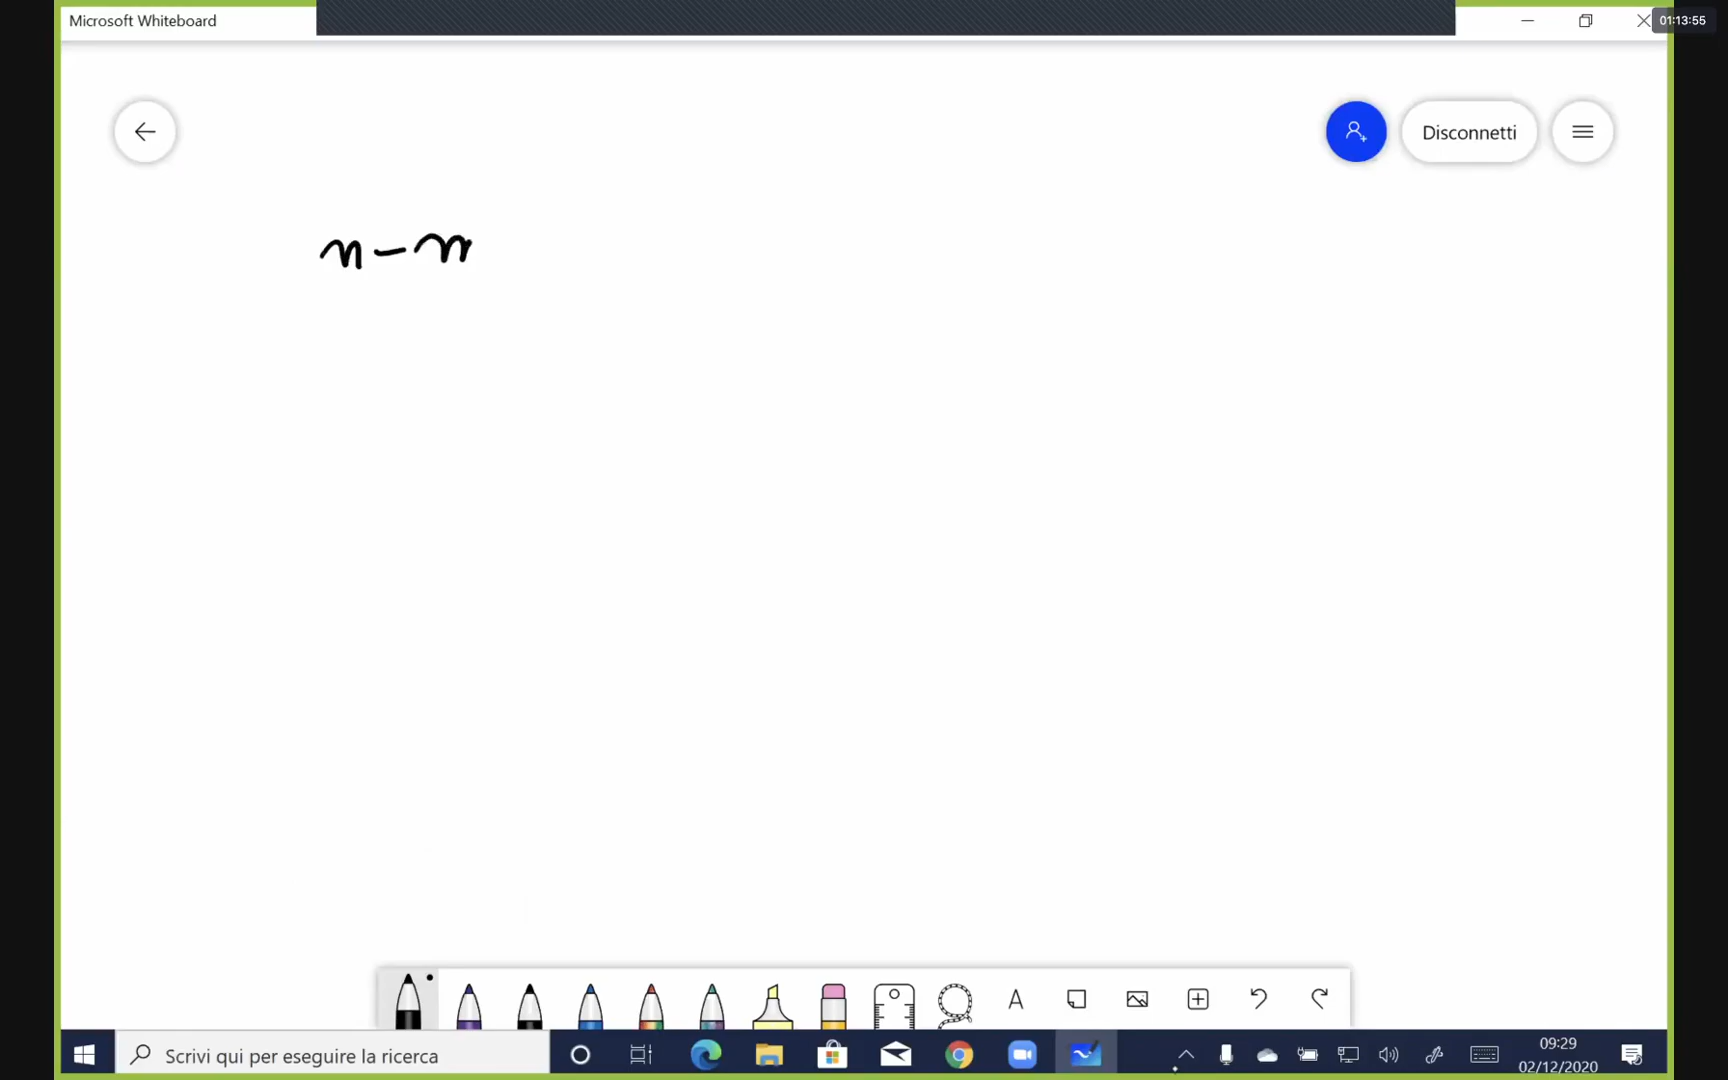 Microsoft Whiteboard
01:13:55
Disconnetti
n - n
A
Scrivi qui per eseguire la ricerca
09:29
02/12/2020